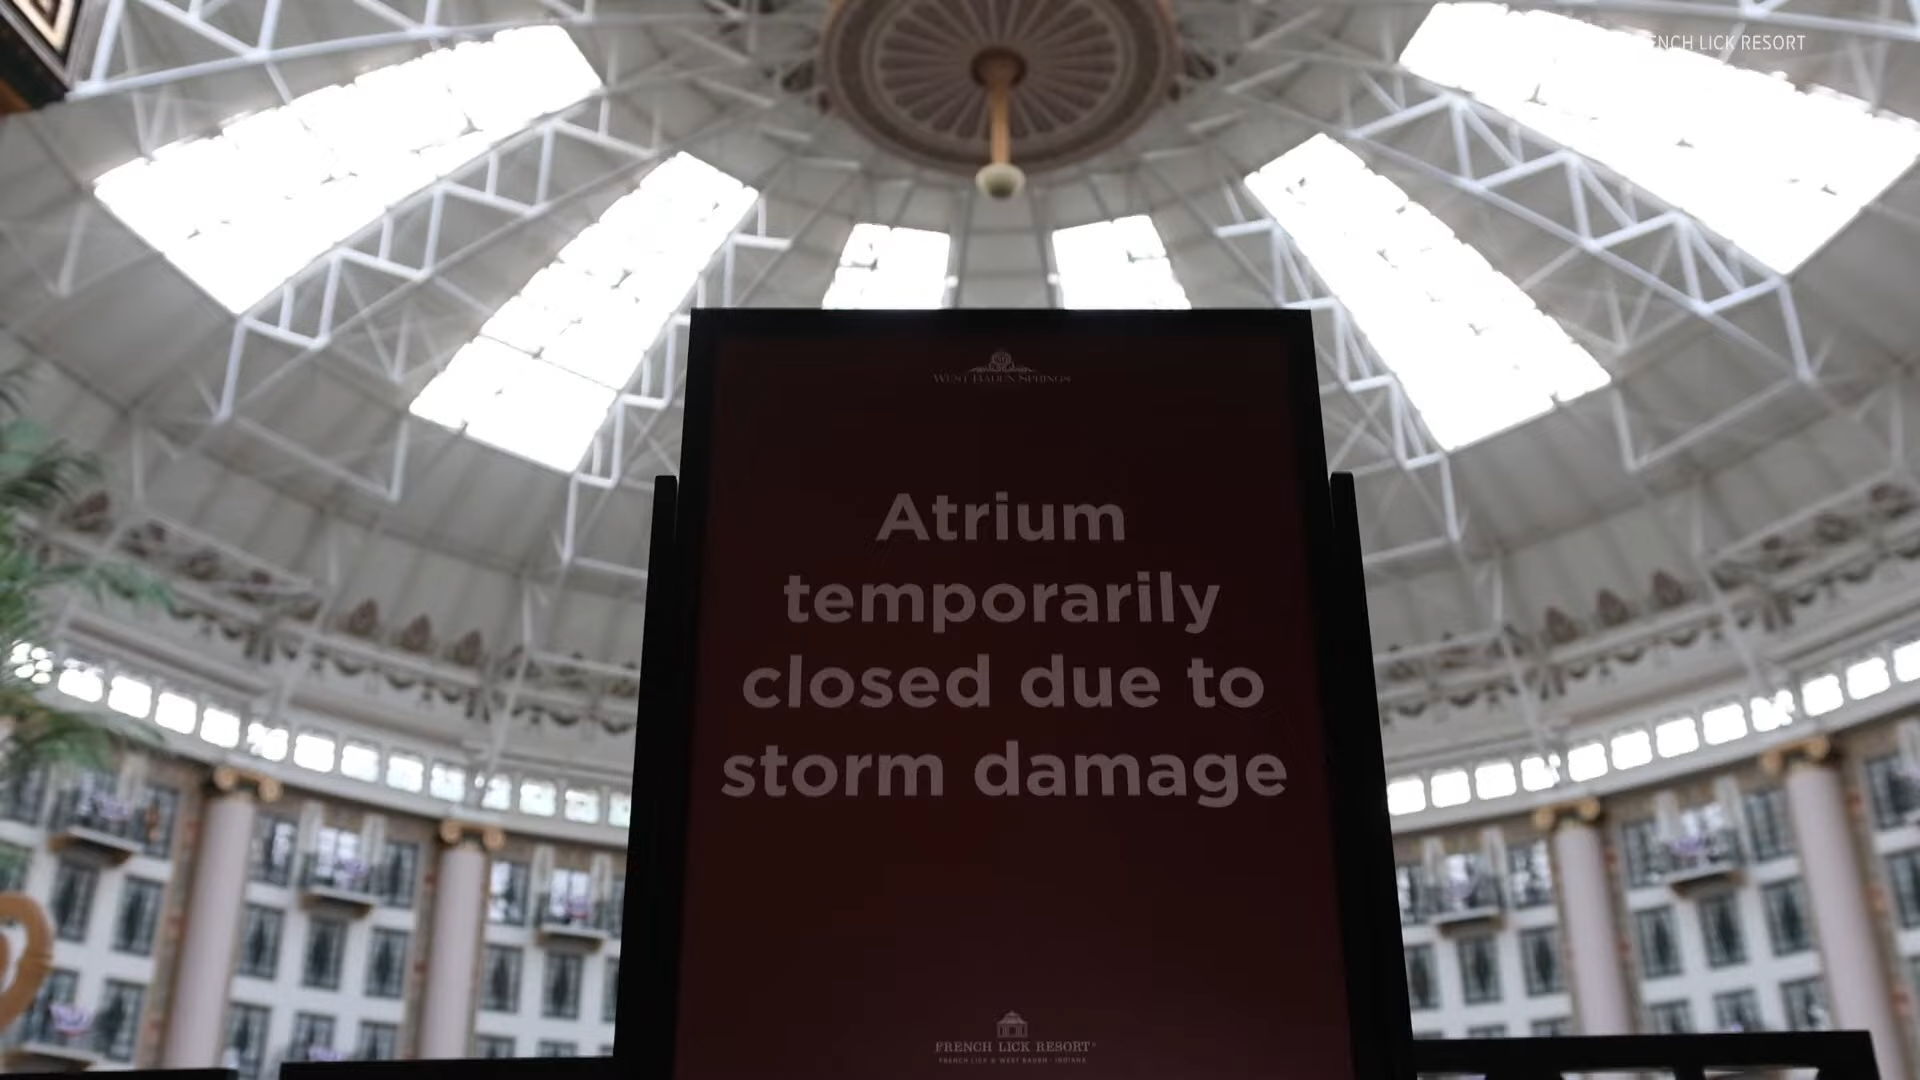 FRENCH LICK RESORT
WEST BADEN SPRINGS
Atrium
temporarily
closed due to
storm damage
FRENCH LICK RESORT
FRENCH LICK & WEST BADEN · INDIANA